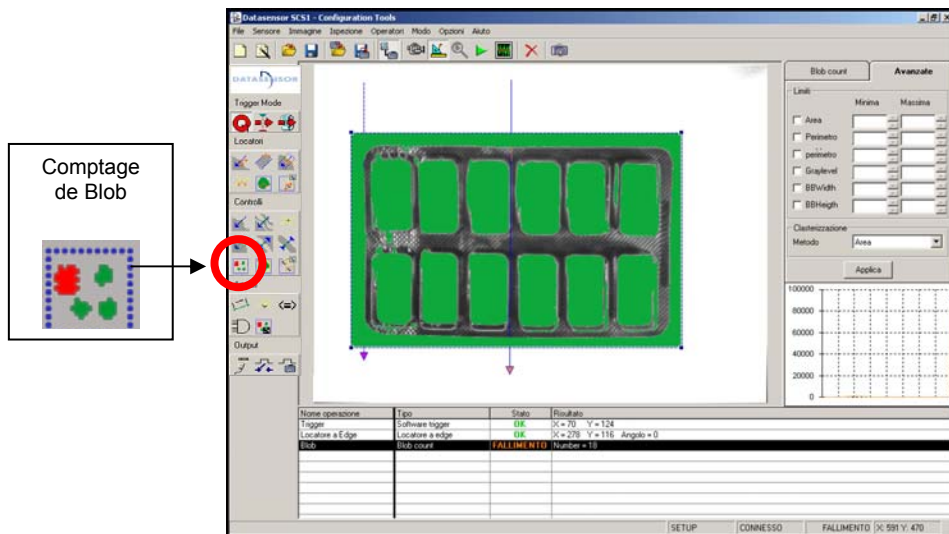 Datasensor SCS1 - Configuration Tools
File Sensore Immagine Ispezione Operatori Modo Opzioni Aiuto
DATASENSOR
Trigger Mode
Locatori
Controlli
Output
Comptage
de Blob
Blob count Avanzate
Limiti
Minima Massima
Area
Perimetro
perimetro
Graylevel
BBWidth
BBHeigth
Clasterizzazione
Metodo Area
Applica
100000
80000
60000
40000
20000
0
Nome operazione Tipo Stato Risultato
Trigger Software trigger OK X = 70 Y = 124
Locatore a Edge Locatore a edge OK X = 278 Y = 116 Angolo = 0
Blob Blob count FALLIMENTO Number = 18
SETUP CONNESSO FALLIMENTO X: 591 Y: 470